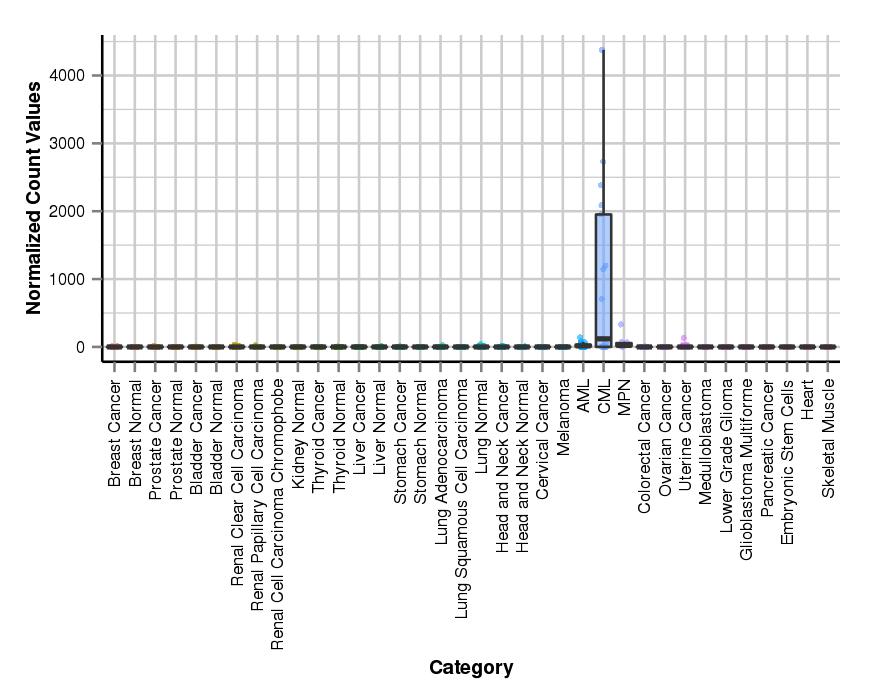 Normalized Count Values
4000
3000
2000
1000
0
Breast Cancer
Breast Normal
Prostate Cancer
Prostate Normal
Bladder Cancer
Bladder Normal
Renal Clear Cell Carcinoma
Renal Papillary Cell Carcinoma
Renal Cell Carcinoma Chromophobe
Kidney Normal
Thyroid Cancer
Thyroid Normal
Liver Cancer
Liver Normal
Stomach Cancer
Stomach Normal
Lung Adenocarcinoma
Lung Squamous Cell Carcinoma
Lung Normal
Head and Neck Cancer
Head and Neck Normal
Cervical Cancer
Melanoma
AML
CML
MPN
Colorectal Cancer
Ovarian Cancer
Uterine Cancer
Medulloblastoma
Lower Grade Glioma
Glioblastoma Multiforme
Pancreatic Cancer
Embryonic Stem Cells
Heart
Skeletal Muscle
Category